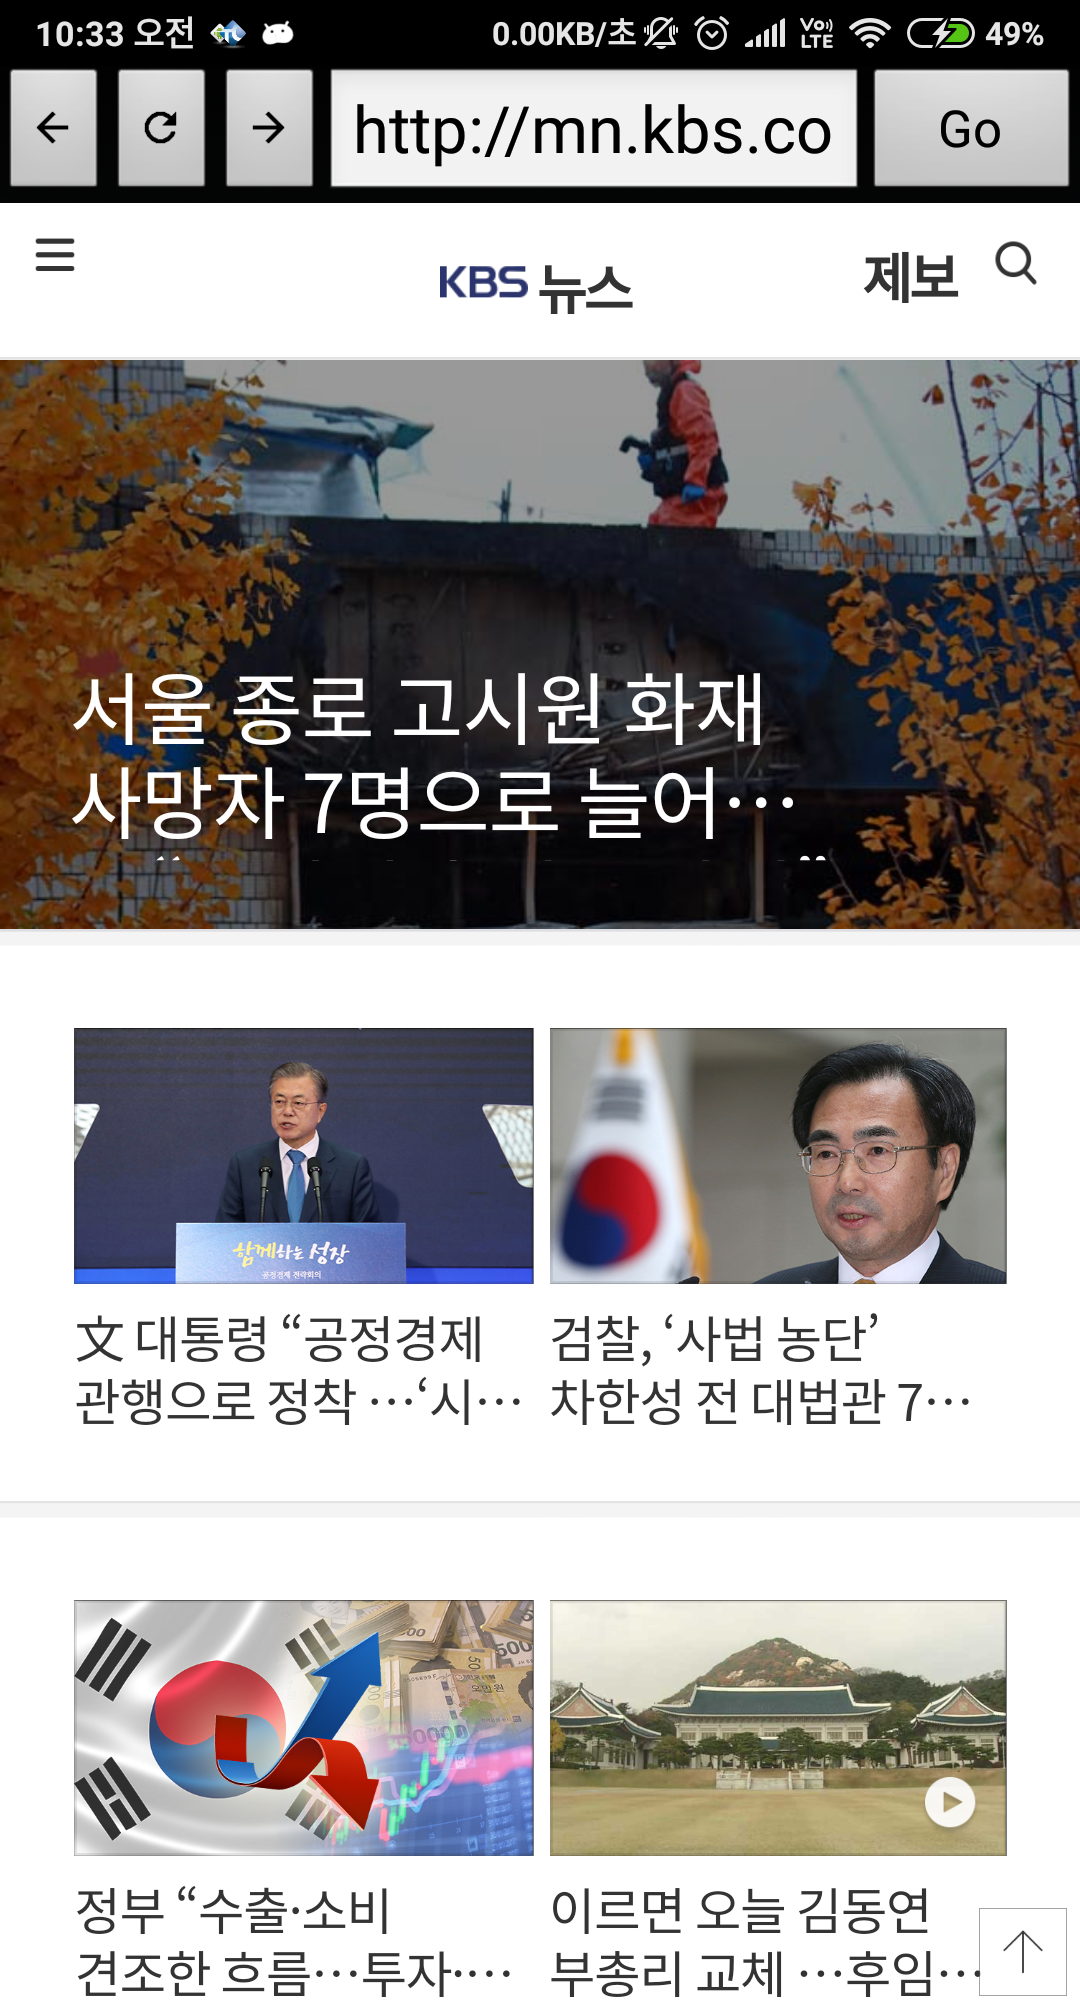 10:33 오전
0.00KB/초
VoLTE
49%
http://mn.kbs.co
Go
KBS 뉴스
제보
서울 종로 고시원 화재
사망자 7명으로 늘어…
함께하는 성장
공정경제 전략회의
文 대통령 “공정경제
관행으로 정착 …‘시…
검찰, ‘사법 농단’
차한성 전 대법관 7…
정부 “수출·소비
견조한 흐름…투자·…
이르면 오늘 김동연
부총리 교체 …후임…